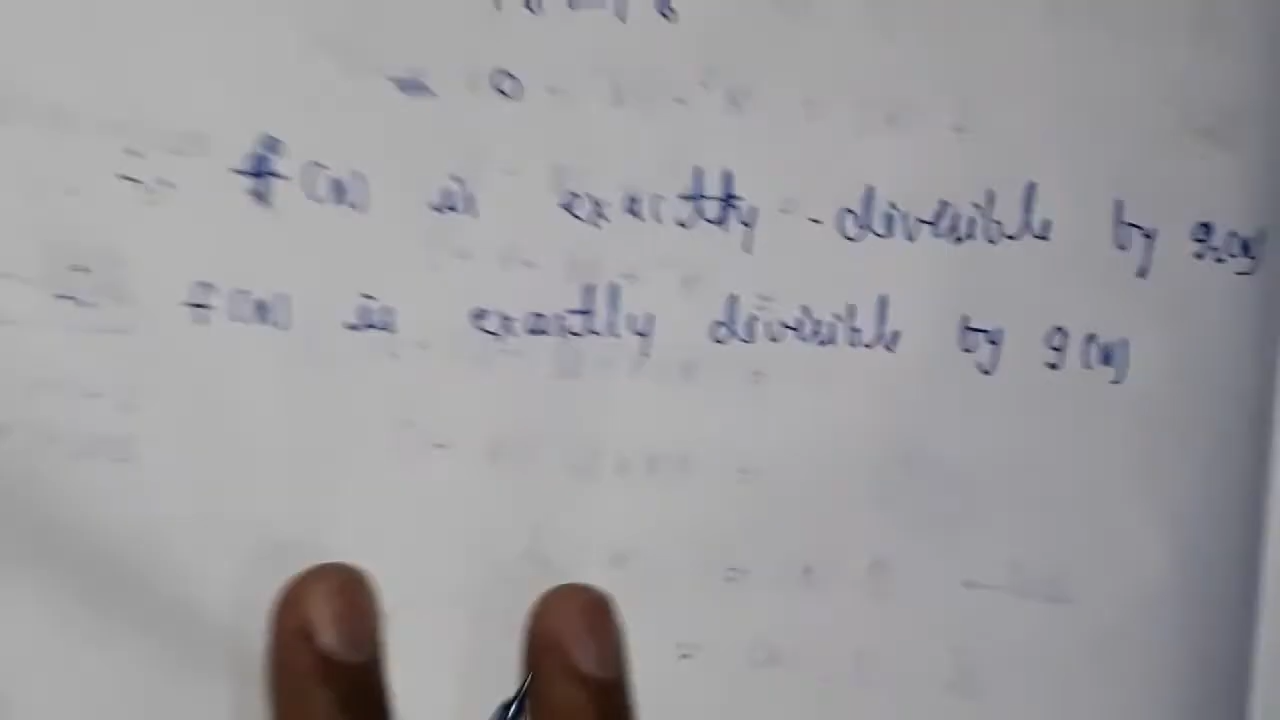 = 0
∴ f(x) is exactly divisible by g(x)
∴ f(x) is exactly divisible by g(x)